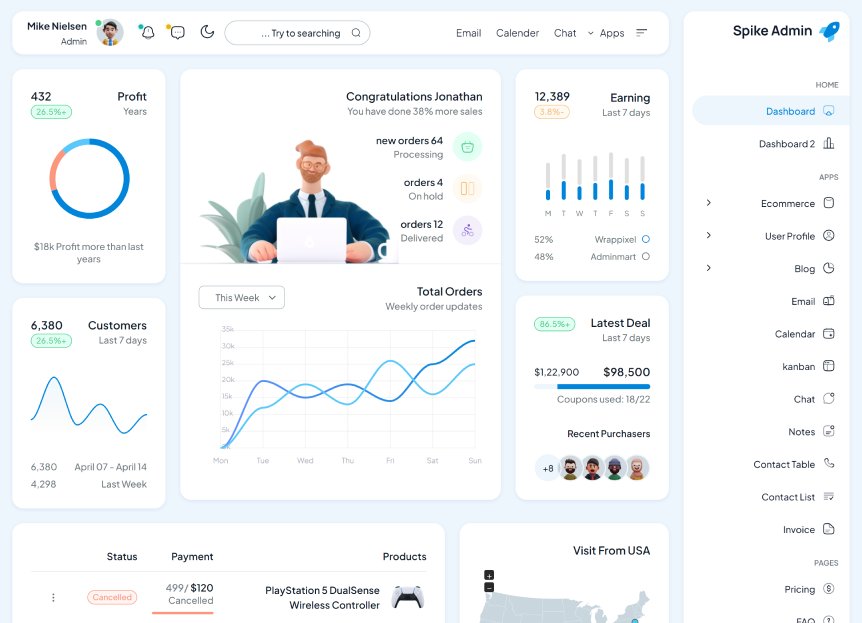 Mike Nielsen
Admin
... Try to searching
Email
Calender
Chat
Apps
Spike Admin
HOME
Dashboard
Dashboard 2
APPS
Ecommerce
User Profile
Blog
Email
Calendar
kanban
Chat
Notes
Contact Table
Contact List
Invoice
PAGES
Pricing
FAQ
432
Profit
26.5%+
Years
$18k Profit more than last
years
Congratulations Jonathan
You have done 38% more sales
new orders 64
Processing
orders 4
On hold
orders 12
Delivered
12,389
Earning
3.8%-
Last 7 days
M T W T F S S
52%
Wrappixel
48%
Adminmart
6,380
Customers
26.5%+
Last 7 days
6,380
April 07 - April 14
4,298
Last Week
This Week
Total Orders
Weekly order updates
35k
30k
25k
20k
15k
10k
5k
Mon Tue Wed Thu Fri Sat Sun
86.5%+
Latest Deal
Last 7 days
$1,22,900
$98,500
Coupons used: 18/22
Recent Purchasers
+8
Status
Payment
Products
Cancelled
499/ $120
Cancelled
PlayStation 5 DualSense
Wireless Controller
Visit From USA
+
−